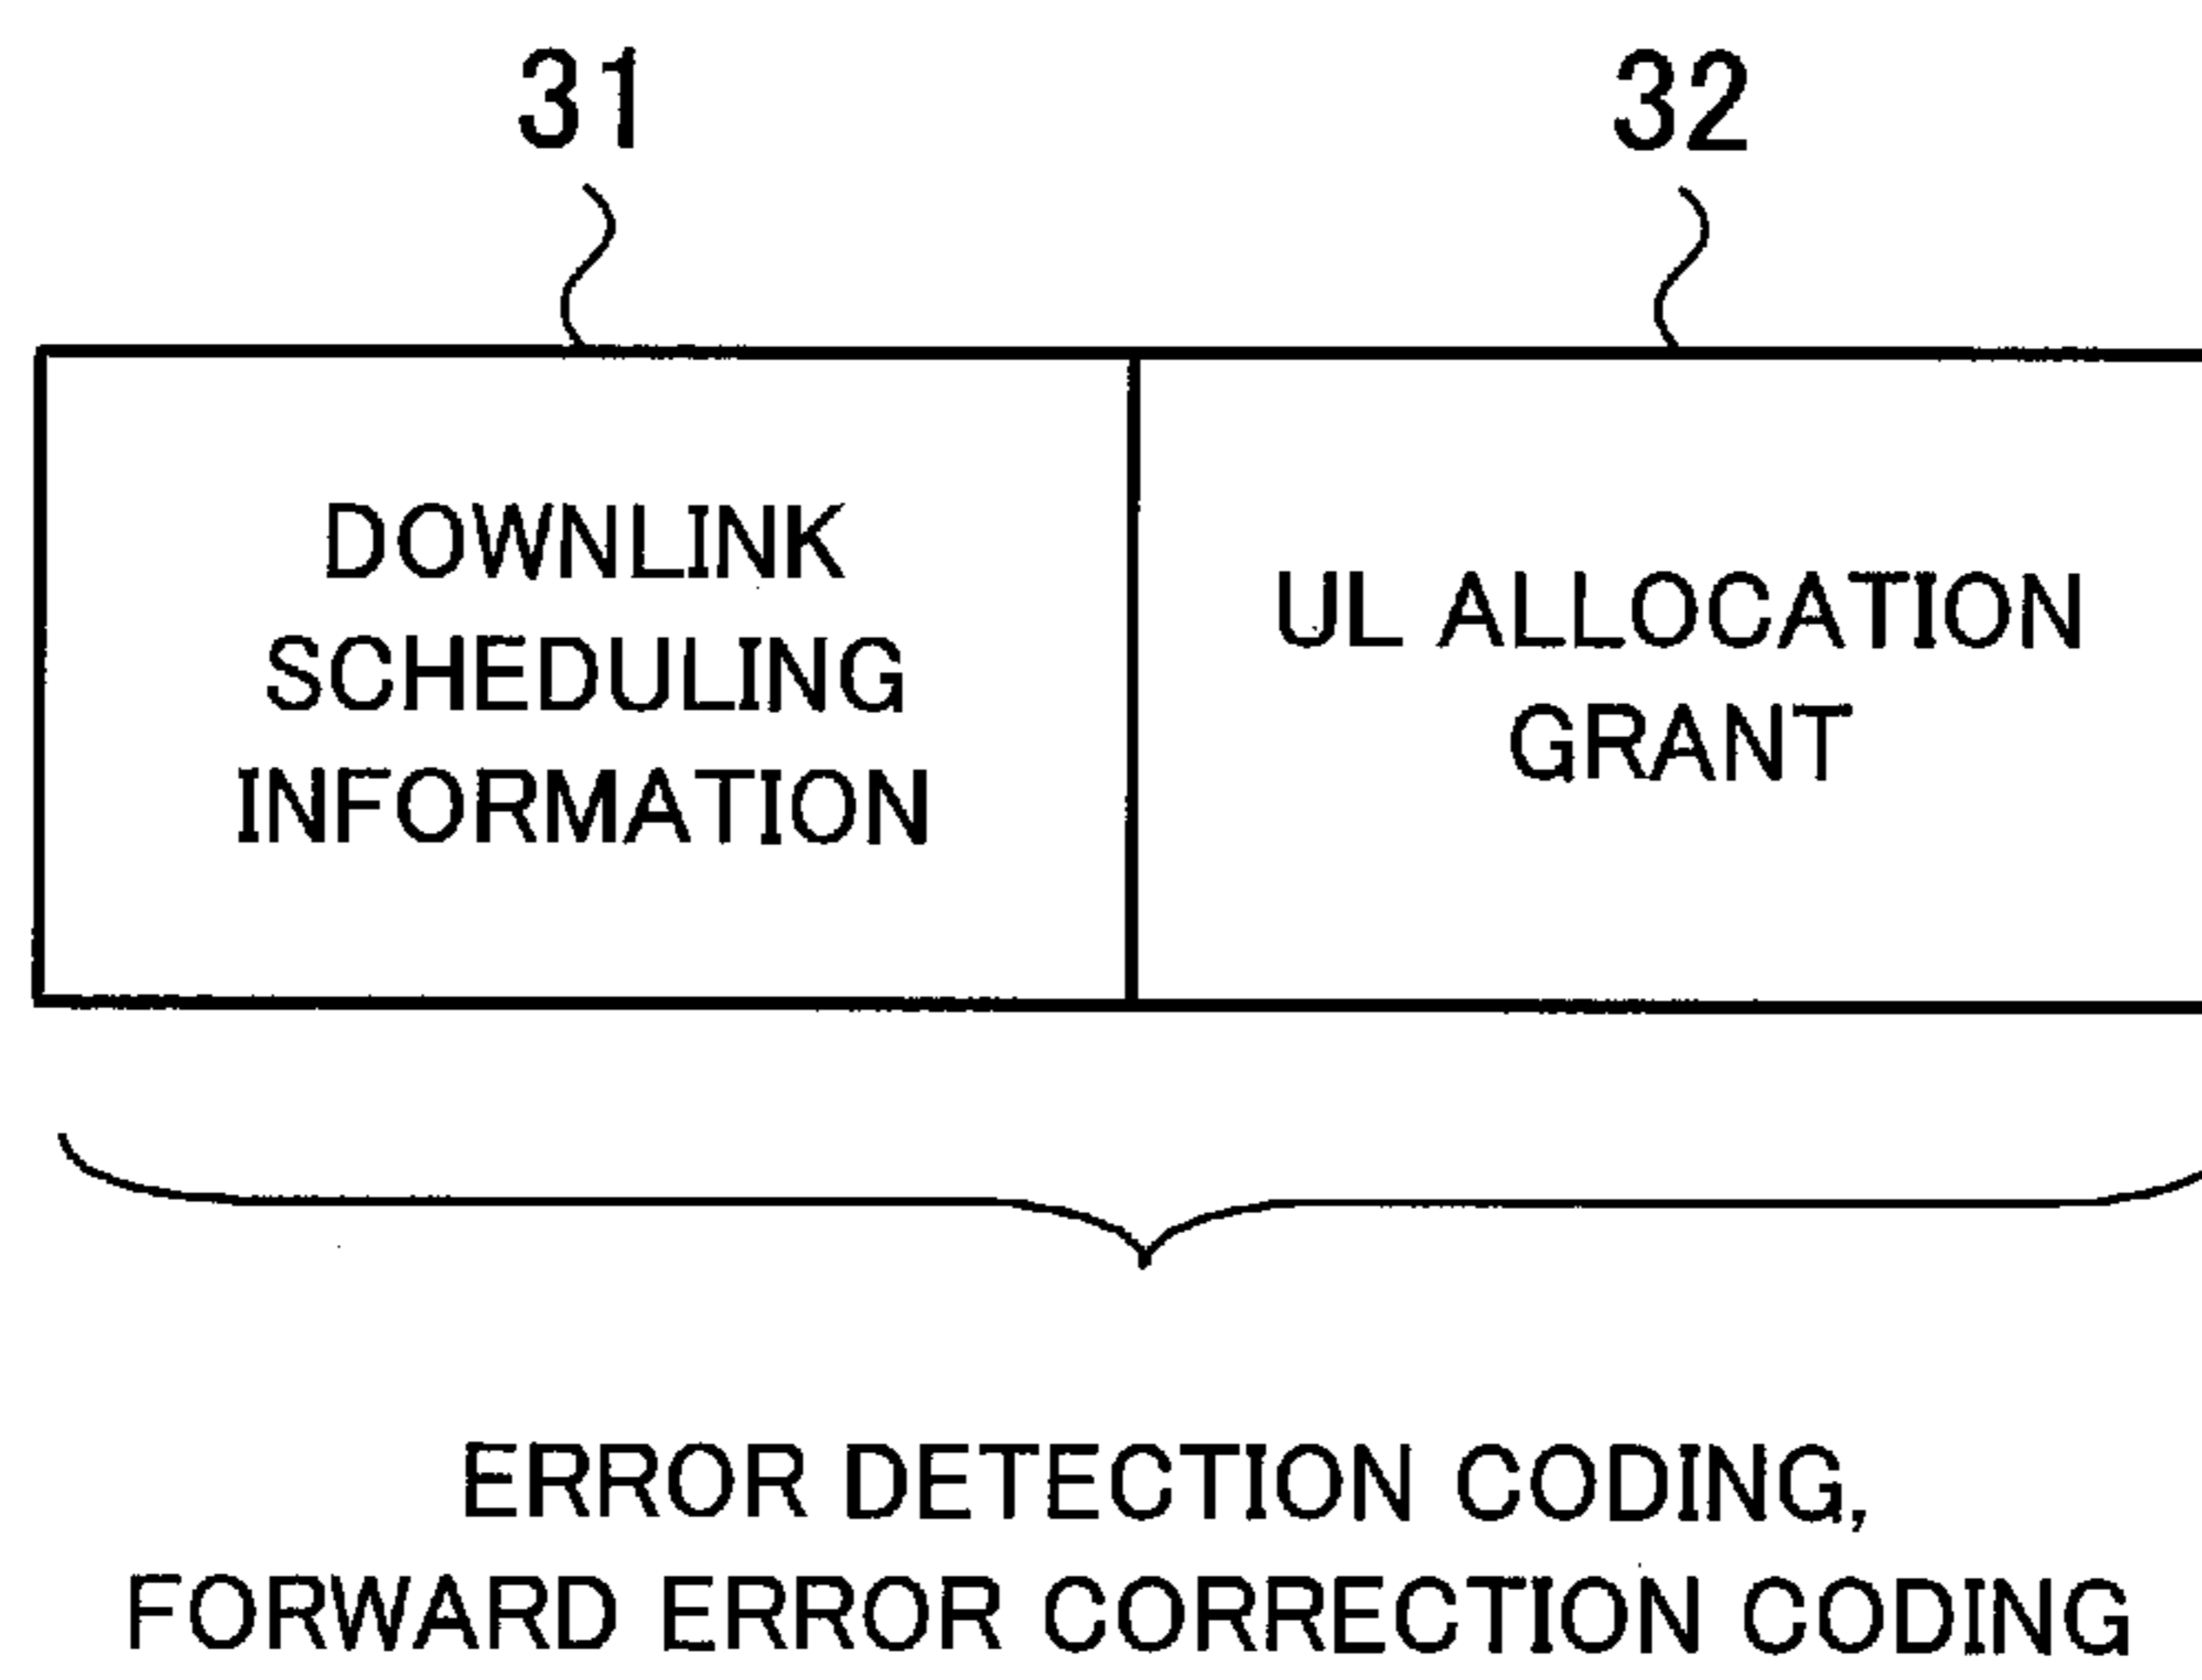 31
32
DOWNLINK
SCHEDULING
INFORMATION
UL ALLOCATION
GRANT
ERROR DETECTION CODING,
FORWARD ERROR CORRECTION CODING